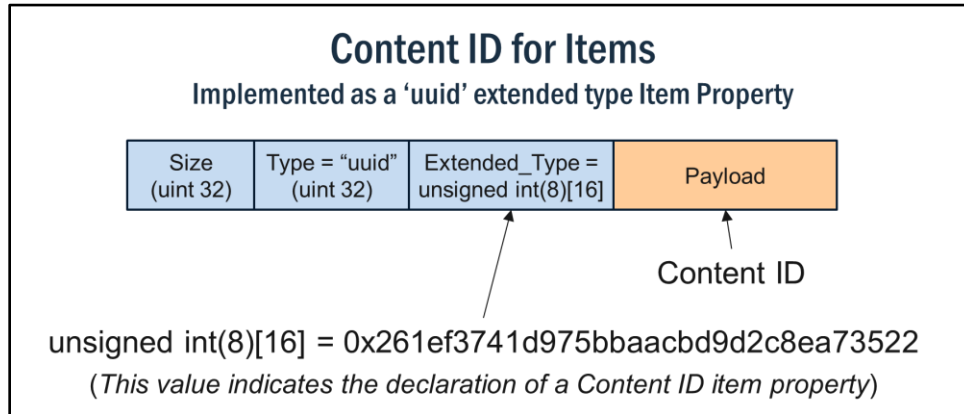 Content ID for Items
Implemented as a ‘uuid’ extended type Item Property
Size
(uint 32)
Type = “uuid”
(uint 32)
Extended_Type =
unsigned int(8)[16]
Payload
Content ID
unsigned int(8)[16] = 0x261ef3741d975bbaacbd9d2c8ea73522
(This value indicates the declaration of a Content ID item property)